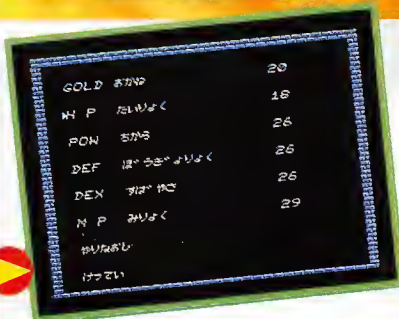 GOLD おかね 20
H P たいりょく 18
POW ちから 26
DEF ぼうぎょりょく 26
DEX すばやさ 26
M P みりょく 29
やりなおし
けってい